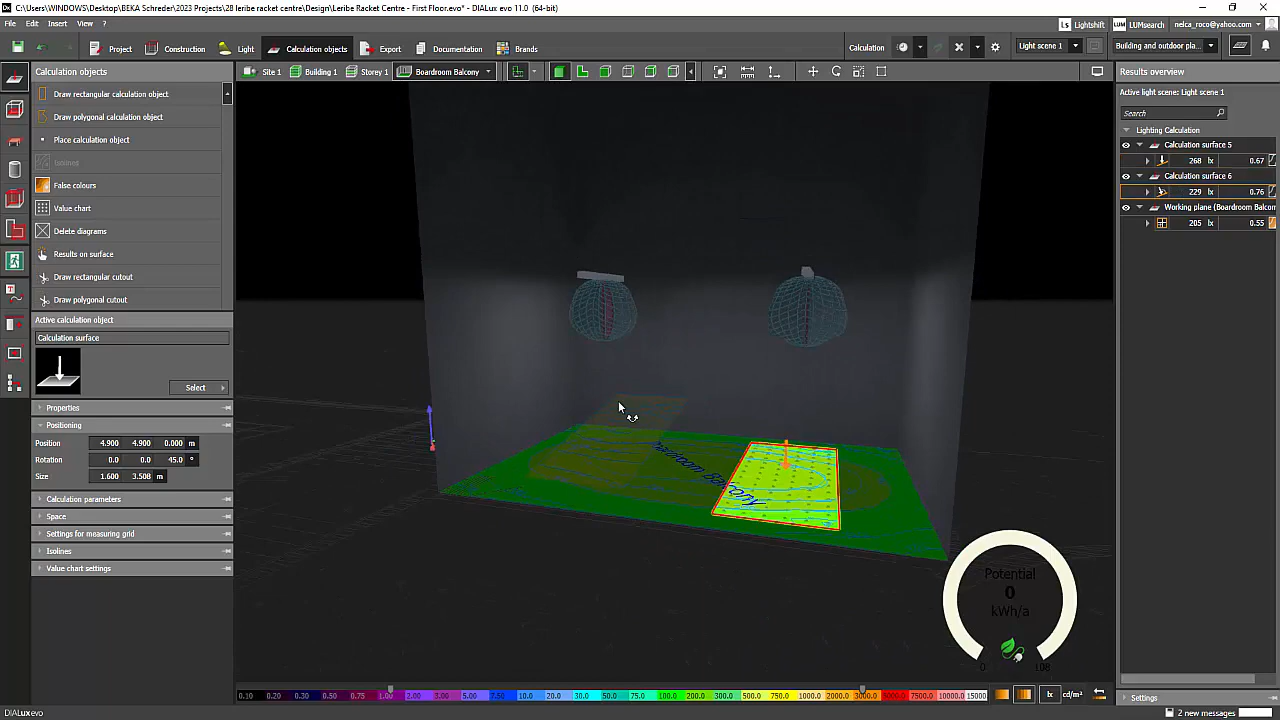 C:\Users\WINDOWS\Desktop\BEKA Schreder\2023 Projects\28 leribe racket centre\Design\Leribe Racket Centre - First Floor.evo* - DIALux evo 11.0 (64-bit)
File Edit Insert View ?
Ls Lightshift LUM LUMsearch nelca_roco@yahoo.com
Project Construction Light Calculation objects Export Documentation Brands Calculation Light scene 1 Building and outdoor pla...
Calculation objects Site 1 Building 1 Storey 1 Boardroom Balcony Results overview
Draw rectangular calculation object
Draw polygonal calculation object
Place calculation object
Isolines
False colours
Value chart
Delete diagrams
Results on surface
Draw rectangular cutout
Draw polygonal cutout
Active calculation object
Calculation surface
Select
Properties
Positioning
Position 4.900 4.900 0.000 m
Rotation 0.0 0.0 45.0 °
Size 1.600 3.508 m
Calculation parameters
Space
Settings for measuring grid
Isolines
Value chart settings
Boardroom Balcony
Potential
0
kWh/a
0 108
Active light scene: Light scene 1
Search
Lighting Calculation
Calculation surface 5
268 lx 0.67
Calculation surface 6
229 lx 0.76
Working plane (Boardroom Balcon
205 lx 0.55
0.10 0.20 0.30 0.50 0.75 1.00 2.00 3.00 5.00 7.50 10.0 20.0 30.0 50.0 75.0 100.0 200.0 300.0 500.0 750.0 1000.0 2000.0 3000.0 5000.0 7500.0 10000.0 15000 lx cd/m²
Settings
DIALux evo 2 new messages